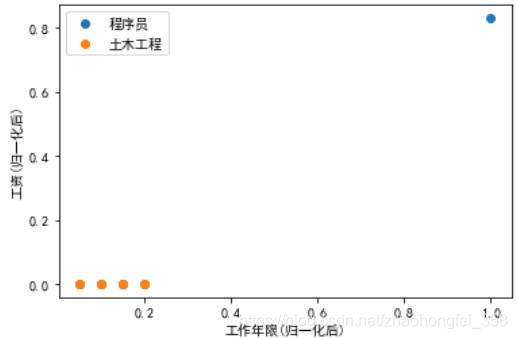 程序员
土木工程
0.8
0.6
0.4
0.2
0.0
工资(归一化后)
0.2
0.4
0.6
0.8
1.0
工作年限(归一化后)
https://blog.csdn.net/zhaohongfei_358